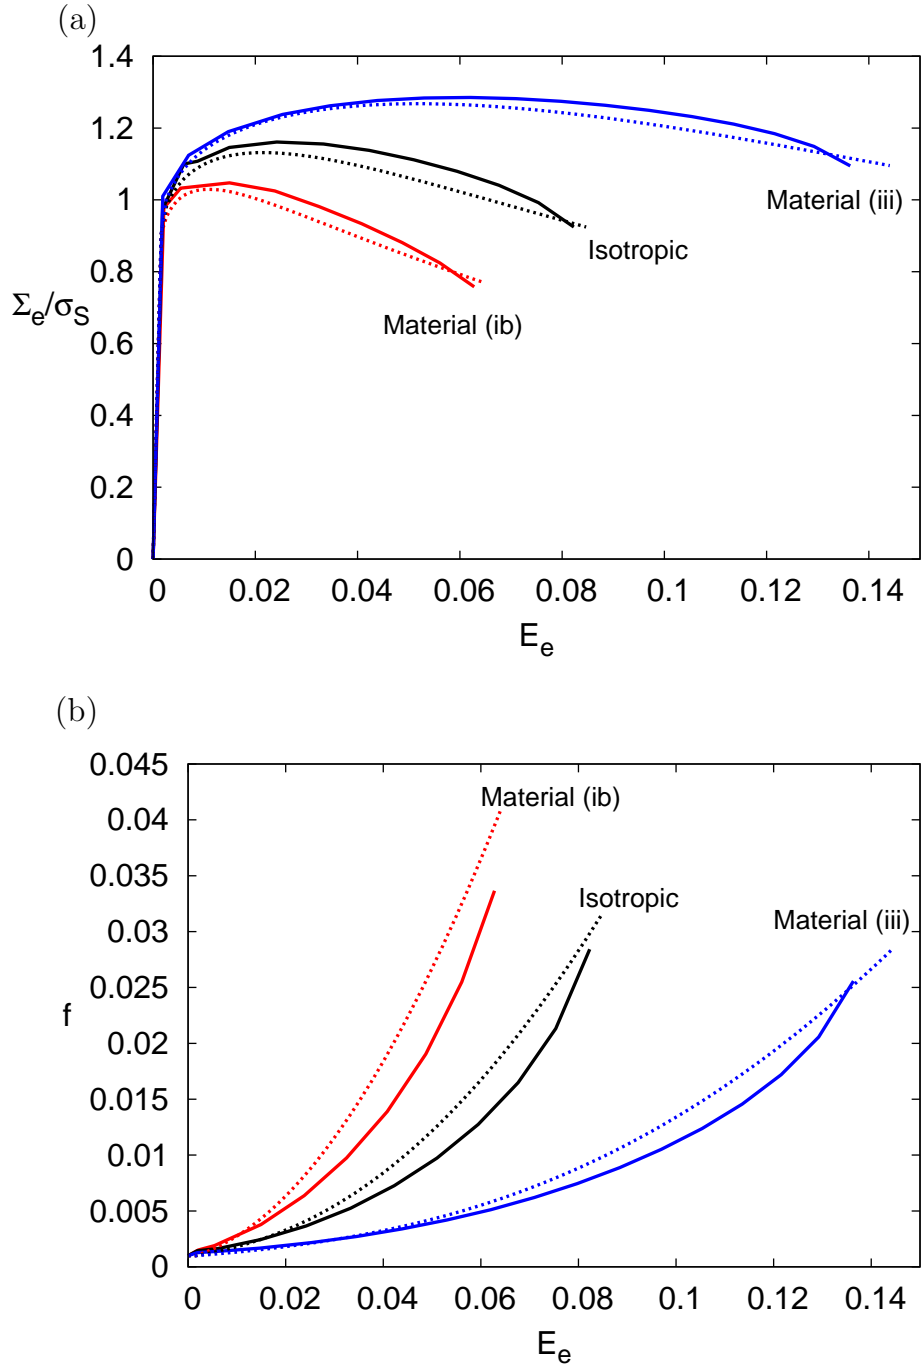 (a)
1.4
1.2
1
0.8
0.6
0.4
0.2
0
Σe/σS
Material (iii)
Isotropic
Material (ib)
0 0.02 0.04 0.06 0.08 0.1 0.12 0.14
Ee
(b)
0.045
0.04
0.035
0.03
0.025
0.02
0.015
0.01
0.005
0
f
Material (ib)
Isotropic
Material (iii)
0 0.02 0.04 0.06 0.08 0.1 0.12 0.14
Ee